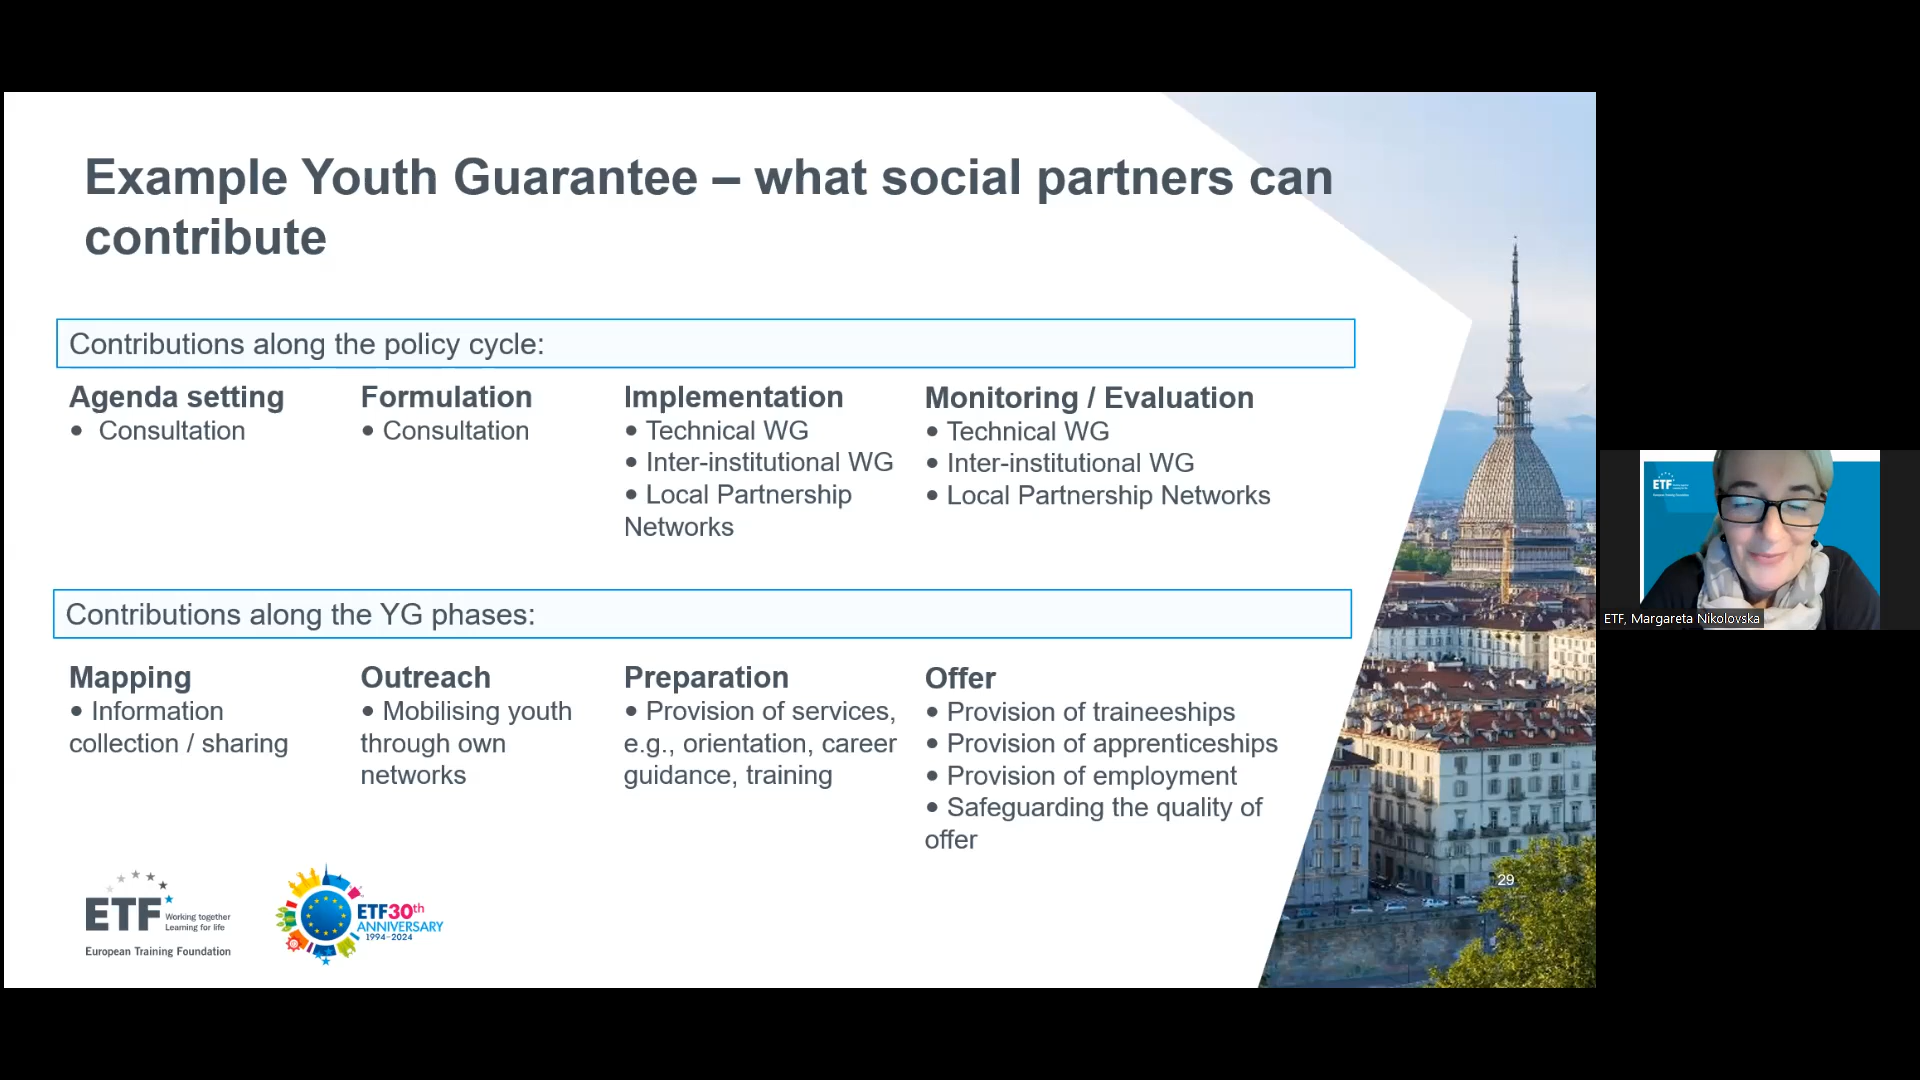 Example Youth Guarantee – what social partners can
contribute
Contributions along the policy cycle:
Agenda setting
• Consultation
Formulation
• Consultation
Implementation
• Technical WG
• Inter-institutional WG
• Local Partnership
Networks
Monitoring / Evaluation
• Technical WG
• Inter-institutional WG
• Local Partnership Networks
Contributions along the YG phases:
Mapping
• Information
collection / sharing
Outreach
• Mobilising youth
through own
networks
Preparation
• Provision of services,
e.g., orientation, career
guidance, training
Offer
• Provision of traineeships
• Provision of apprenticeships
• Provision of employment
• Safeguarding the quality of
offer
ETF
Working together
Learning for life
European Training Foundation
ETF30th
ANNIVERSARY
1994-2024
29
ETF
ETF, Margareta Nikolovska